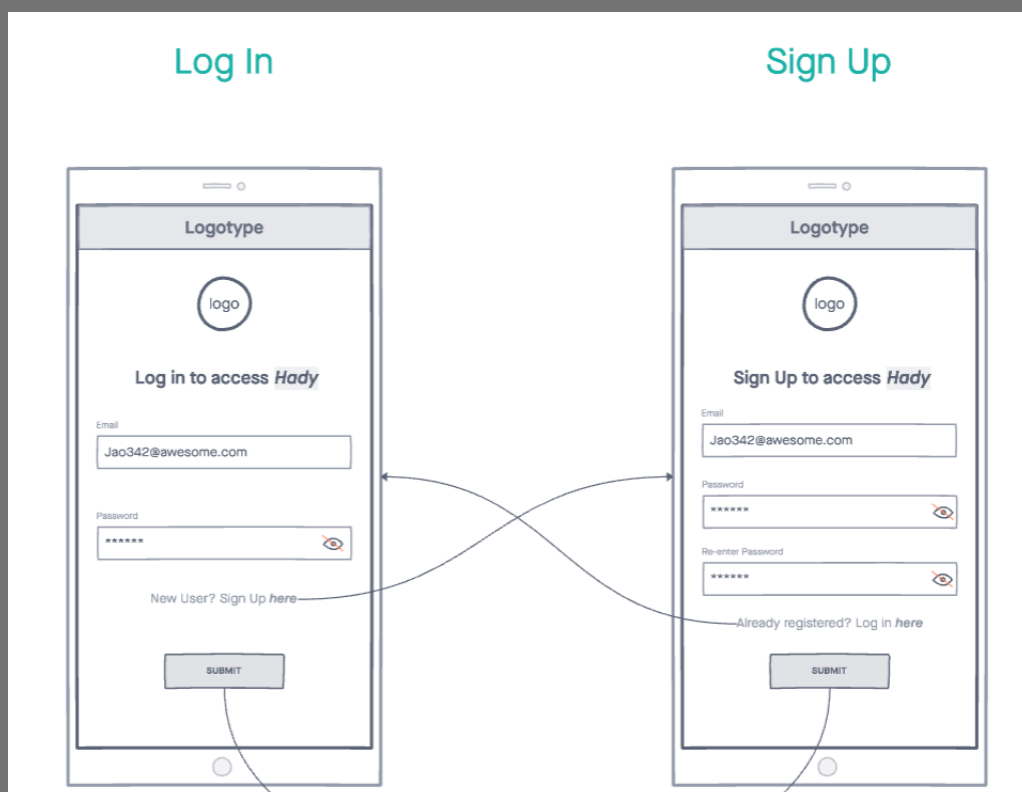 Log In
Sign Up
Logotype
logo
Log in to access Hady
Email
Jao342@awesome.com
Password
******
New User? Sign Up here
SUBMIT
Logotype
logo
Sign Up to access Hady
Email
Jao342@awesome.com
Password
******
Re-enter Password
******
Already registered? Log in here
SUBMIT